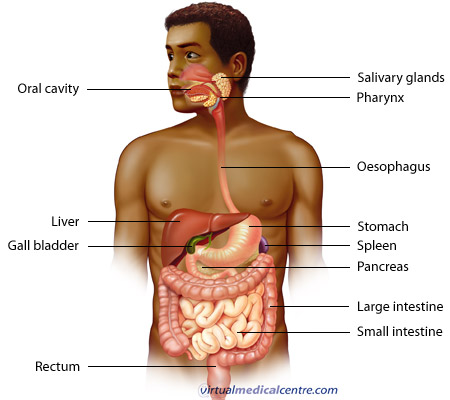 Oral cavity
Salivary glands
Pharynx
Oesophagus
Liver
Gall bladder
Stomach
Spleen
Pancreas
Large intestine
Small intestine
Rectum
virtualmedicalcentre.com